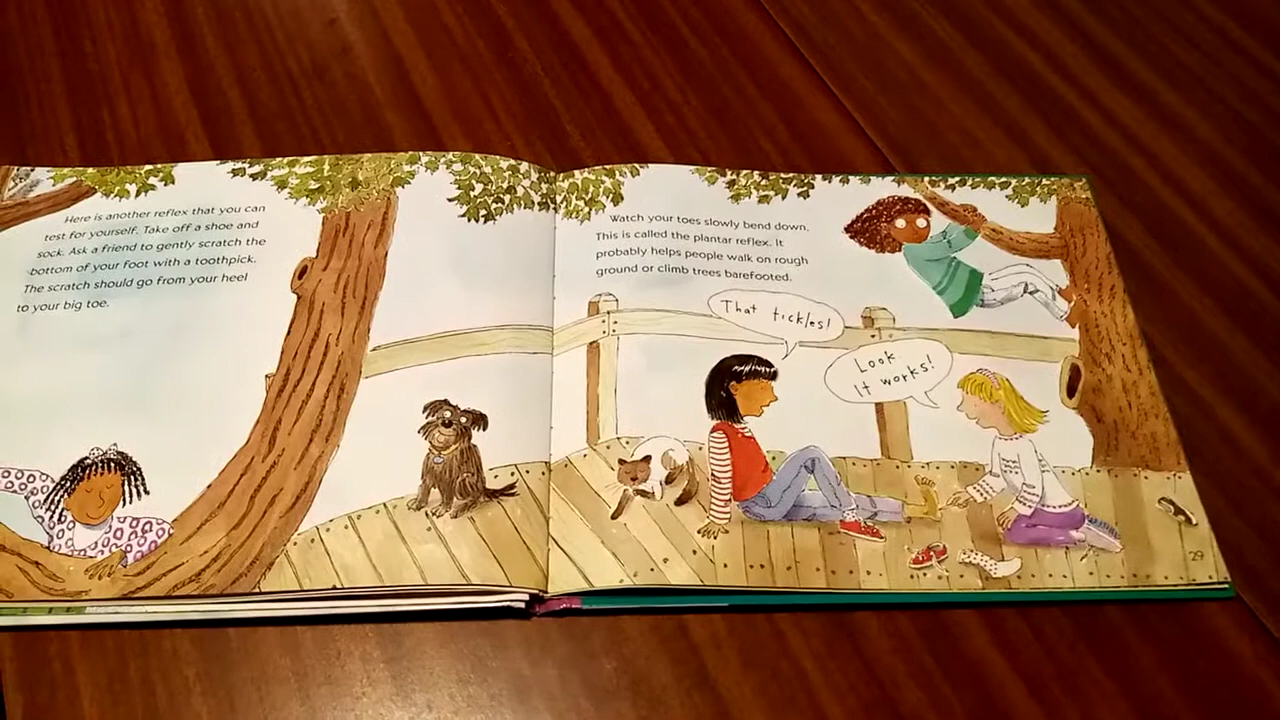 Here is another reflex that you can
test for yourself. Take off a shoe and
sock. Ask a friend to gently scratch the
bottom of your foot with a toothpick.
The scratch should go from your heel
to your big toe.
Watch your toes slowly bend down.
This is called the plantar reflex. It
probably helps people walk on rough
ground or climb trees barefooted.
That tickles!
Look.
It works!
29